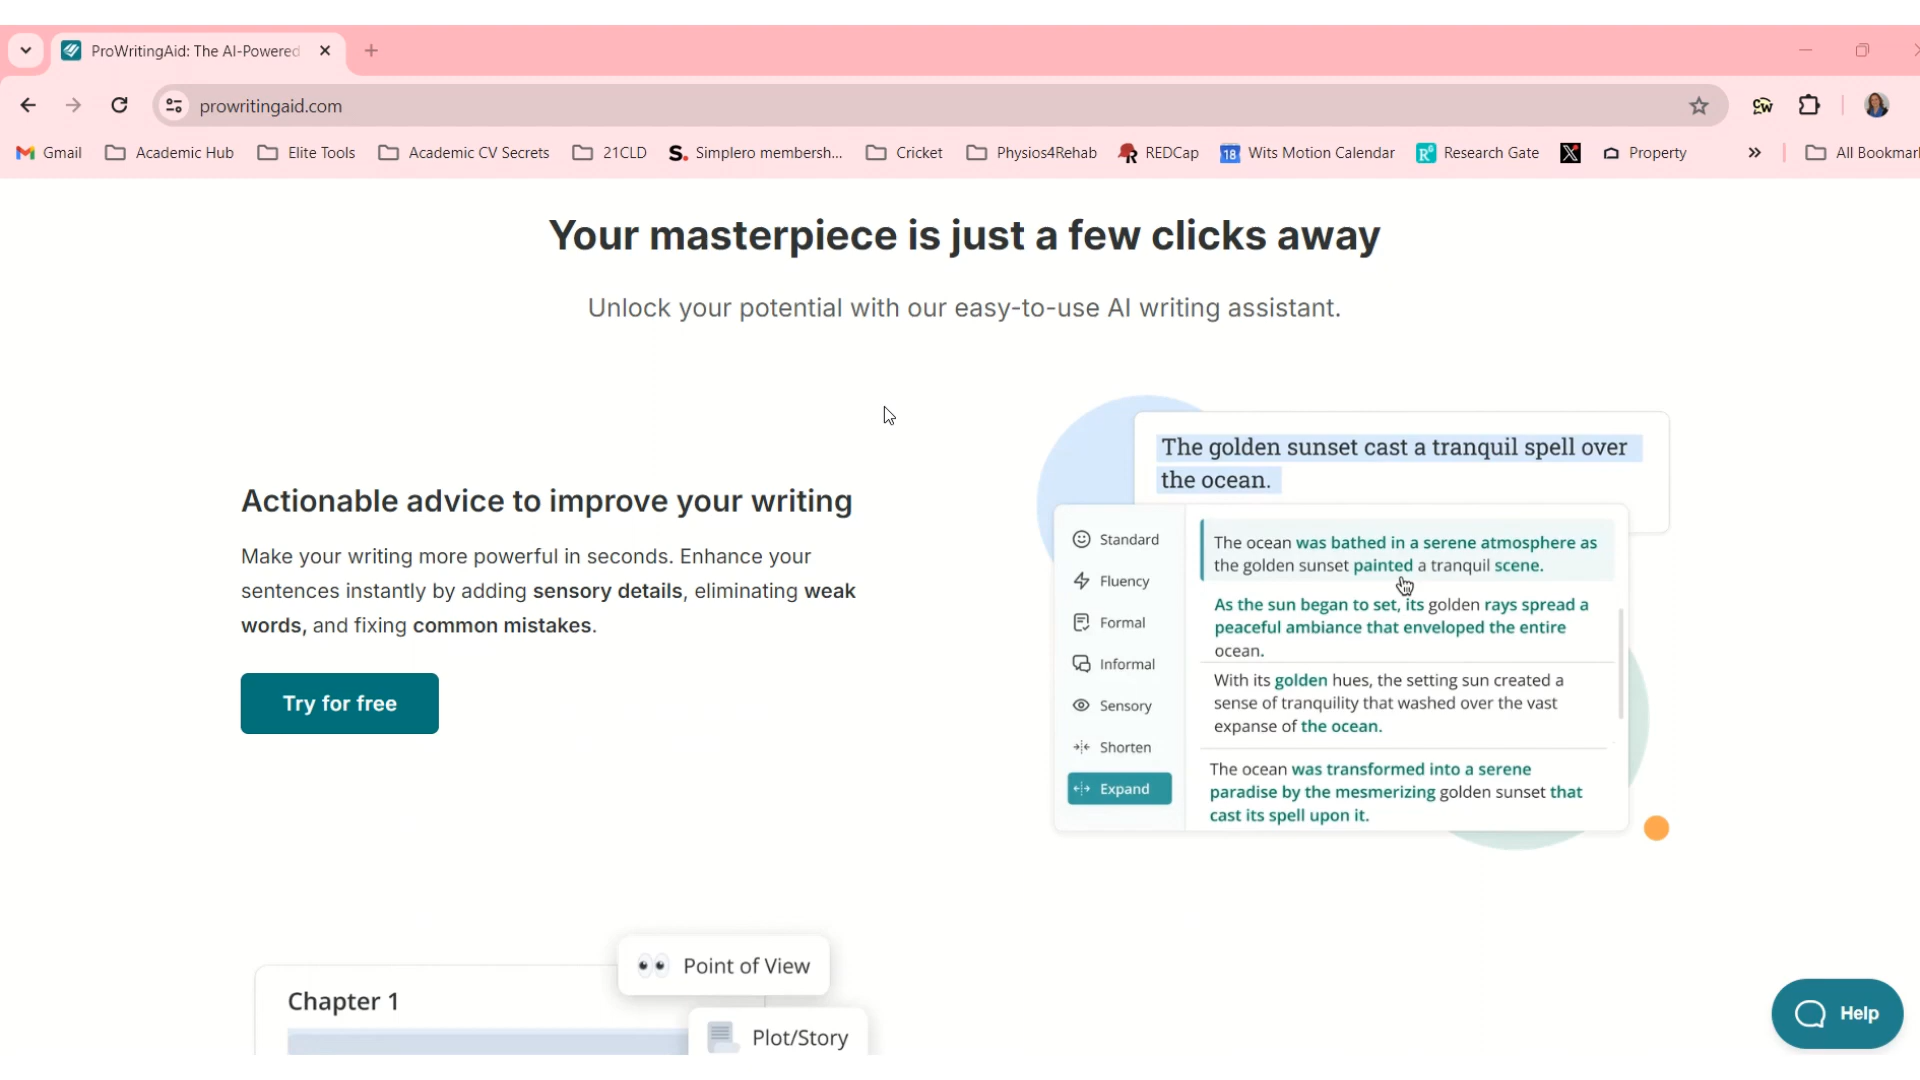 ProWritingAid: The AI-Powered
prowritingaid.com
CW
Gmail
Academic Hub
Elite Tools
Academic CV Secrets
21CLD
S.
Simplero membersh...
Cricket
Physios4Rehab
REDCap
18
Wits Motion Calendar
Research Gate
Property
All Bookmar
Your masterpiece is just a few clicks away
Unlock your potential with our easy-to-use AI writing assistant.
Actionable advice to improve your writing
Make your writing more powerful in seconds. Enhance your
sentences instantly by adding sensory details, eliminating weak
words, and fixing common mistakes.
Try for free
The golden sunset cast a tranquil spell over
the ocean.
Standard
Fluency
Formal
Informal
Sensory
Shorten
Expand
The ocean was bathed in a serene atmosphere as
the golden sunset painted a tranquil scene.
As the sun began to set, its golden rays spread a
peaceful ambiance that enveloped the entire
ocean.
With its golden hues, the setting sun created a
sense of tranquility that washed over the vast
expanse of the ocean.
The ocean was transformed into a serene
paradise by the mesmerizing golden sunset that
cast its spell upon it.
Chapter 1
Point of View
Plot/Story
Help